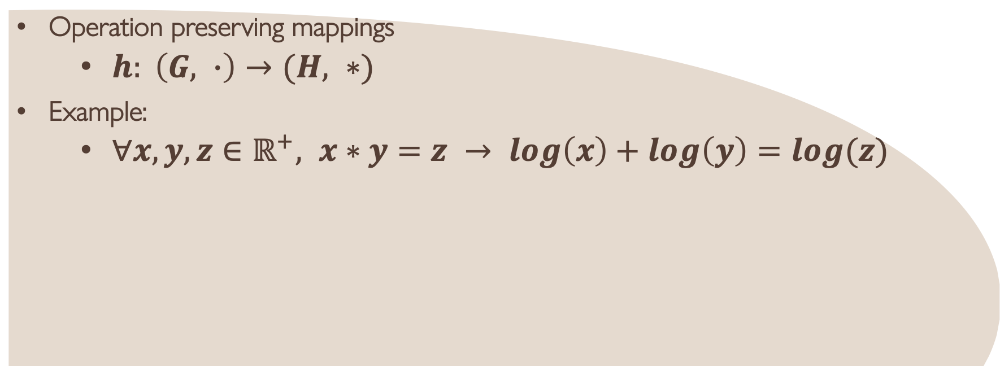 • Operation preserving mappings
• h: (G, ·) → (H, *)
• Example:
• ∀x, y, z ∈ ℝ⁺, x * y = z → log(x) + log(y) = log(z)